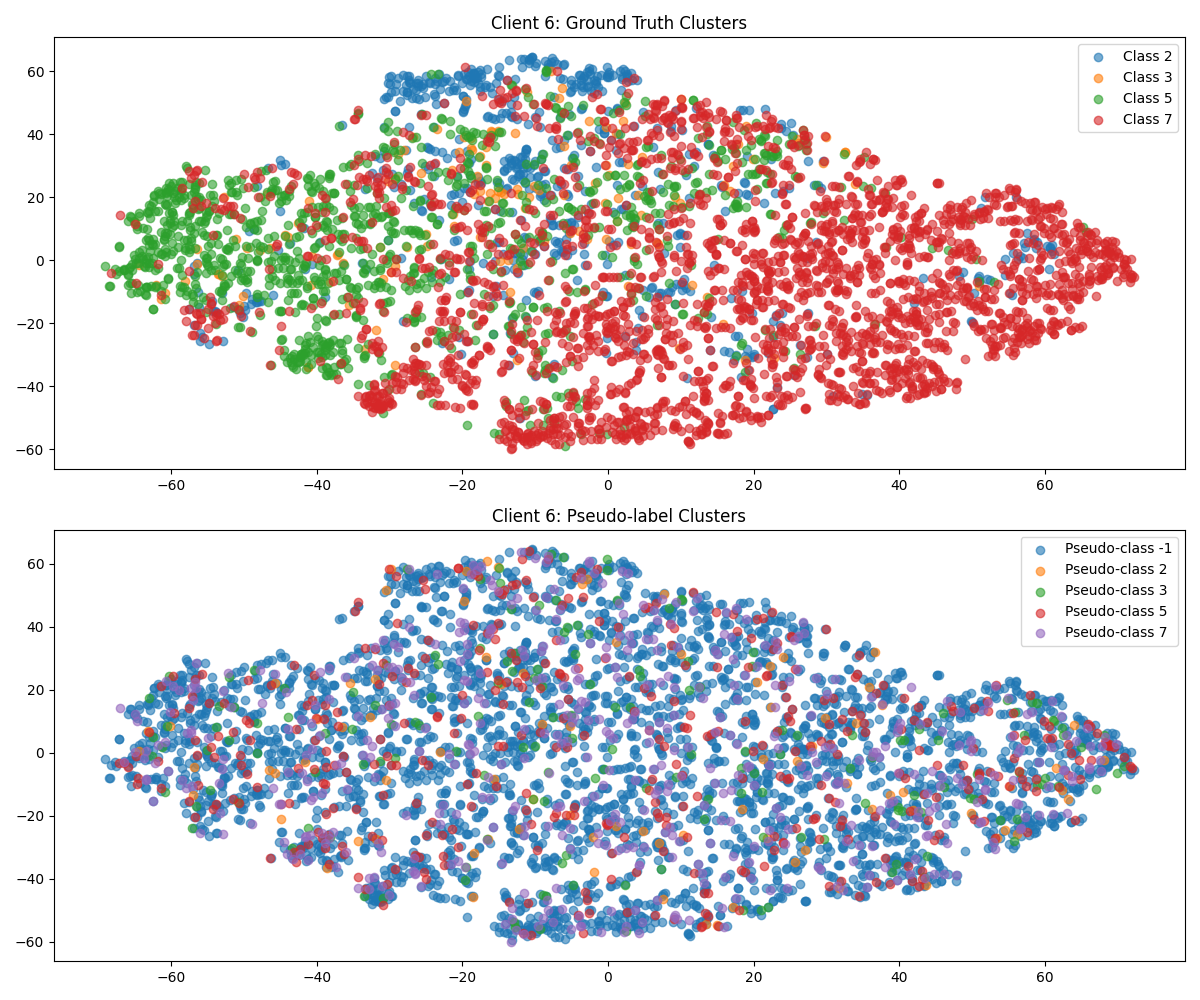 Client 6: Ground Truth Clusters
60
40
20
0
−20
−40
−60
Class 2
Class 3
Class 5
Class 7
−60 −40 −20 0 20 40 60
Client 6: Pseudo-label Clusters
60
40
20
0
−20
−40
−60
Pseudo-class -1
Pseudo-class 2
Pseudo-class 3
Pseudo-class 5
Pseudo-class 7
−60 −40 −20 0 20 40 60